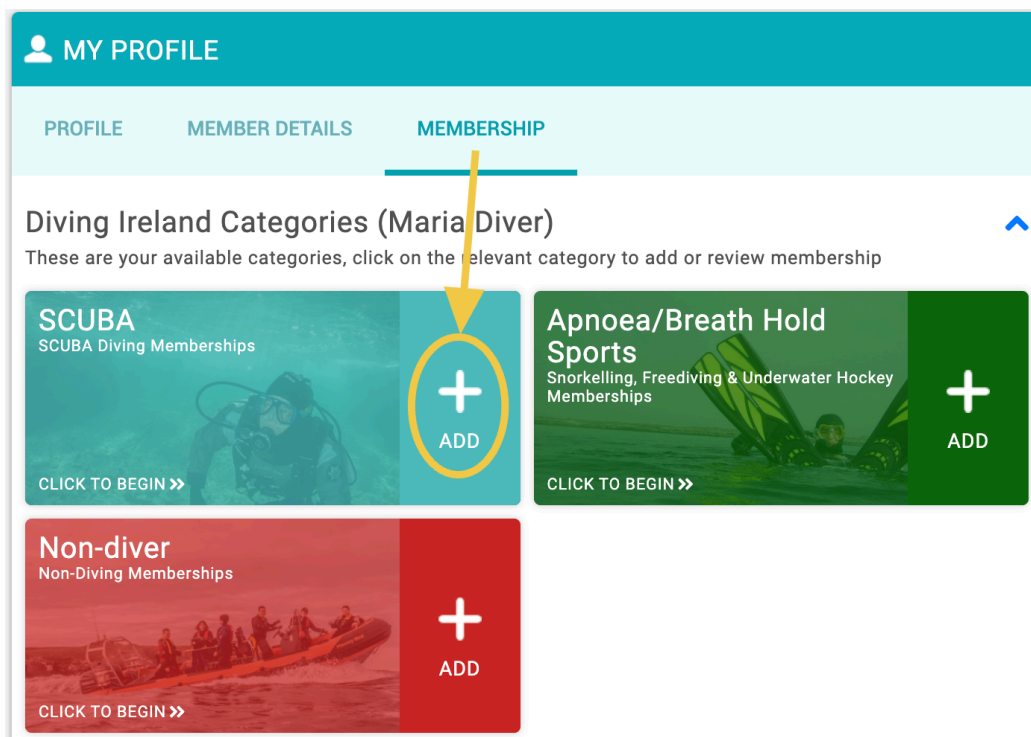 MY PROFILE
PROFILE MEMBER DETAILS MEMBERSHIP
Diving Ireland Categories (Maria Diver)
These are your available categories, click on the relevant category to add or review membership
SCUBA
SCUBA Diving Memberships
ADD
CLICK TO BEGIN »
Apnoea/Breath Hold
Sports
Snorkelling, Freediving & Underwater Hockey
Memberships
ADD
CLICK TO BEGIN »
Non-diver
Non-Diving Memberships
ADD
CLICK TO BEGIN »